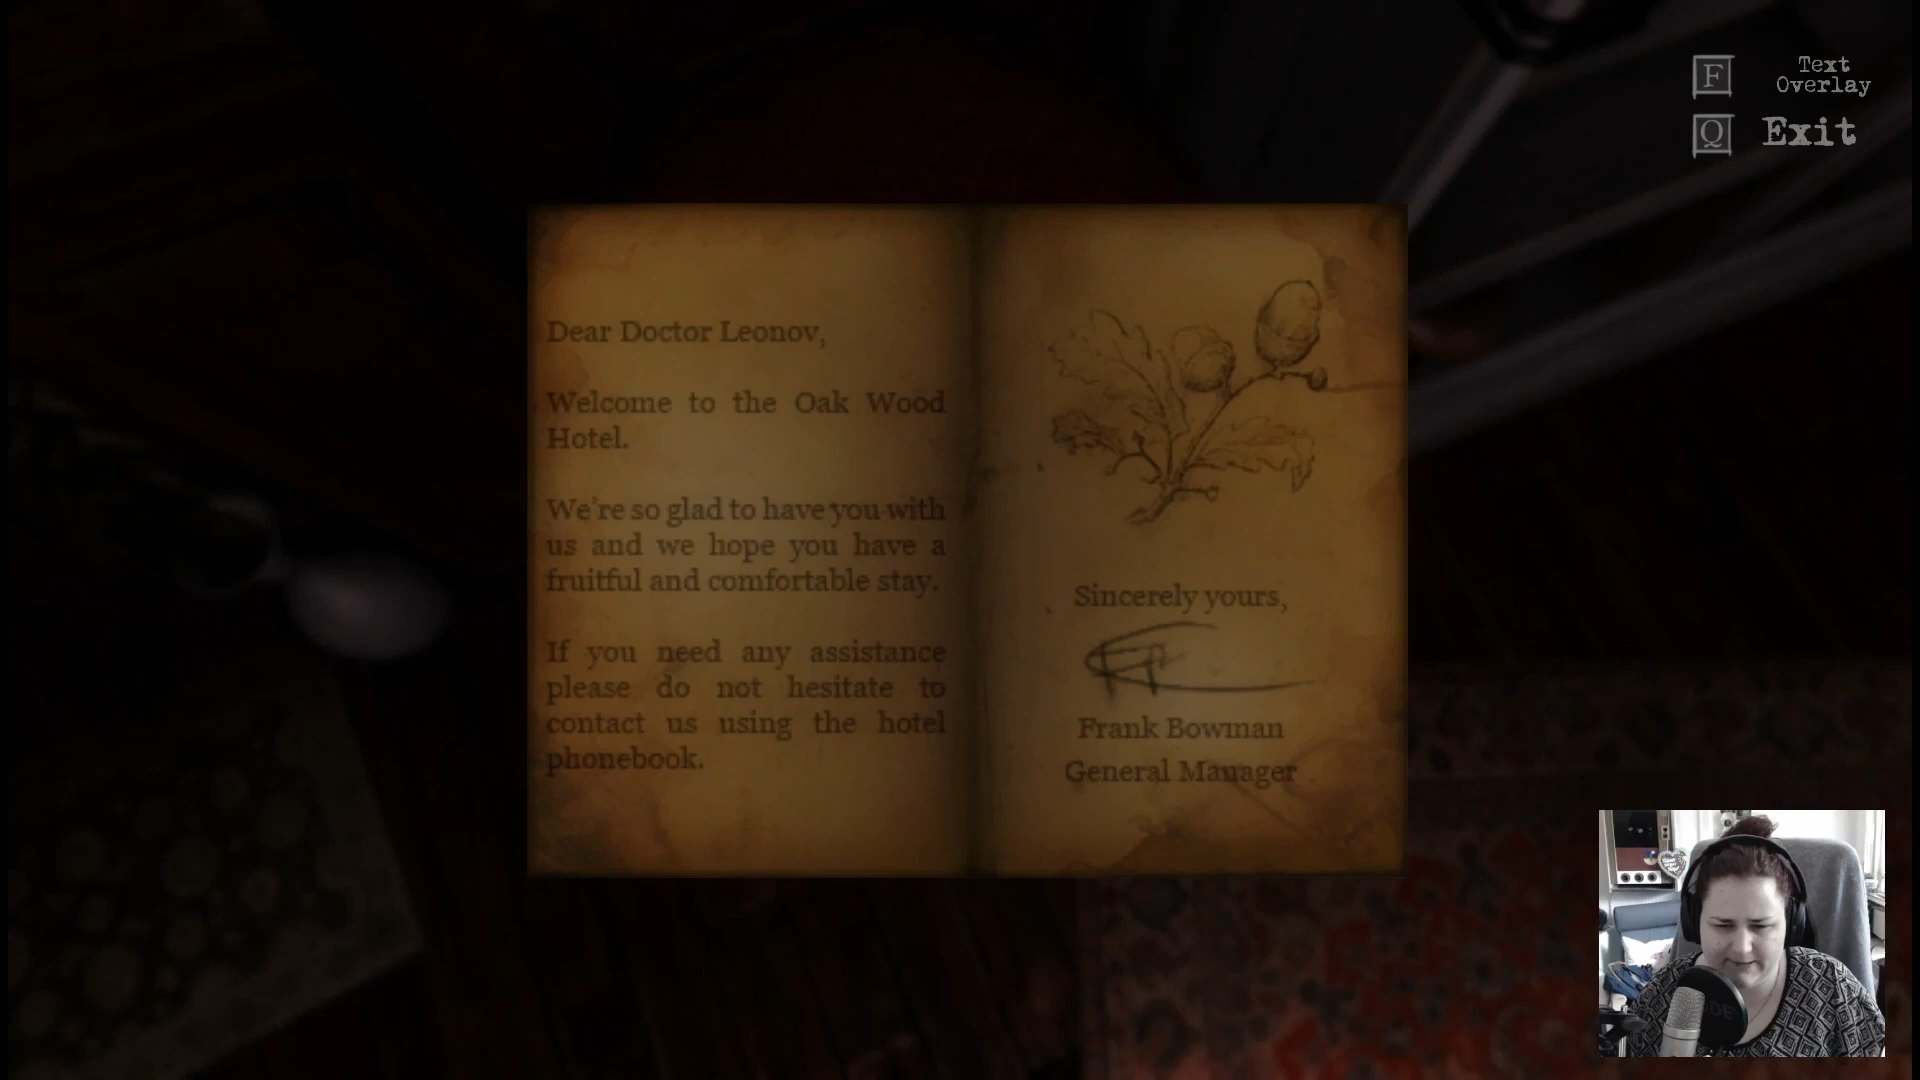 F Text
Overlay
Q Exit
Dear Doctor Leonov,
Welcome to the Oak Wood
Hotel.
We're so glad to have you with
us and we hope you have a
fruitful and comfortable stay.
If you need any assistance
please do not hesitate to
contact us using the hotel
phonebook.
Sincerely yours,
Frank Bowman
General Manager